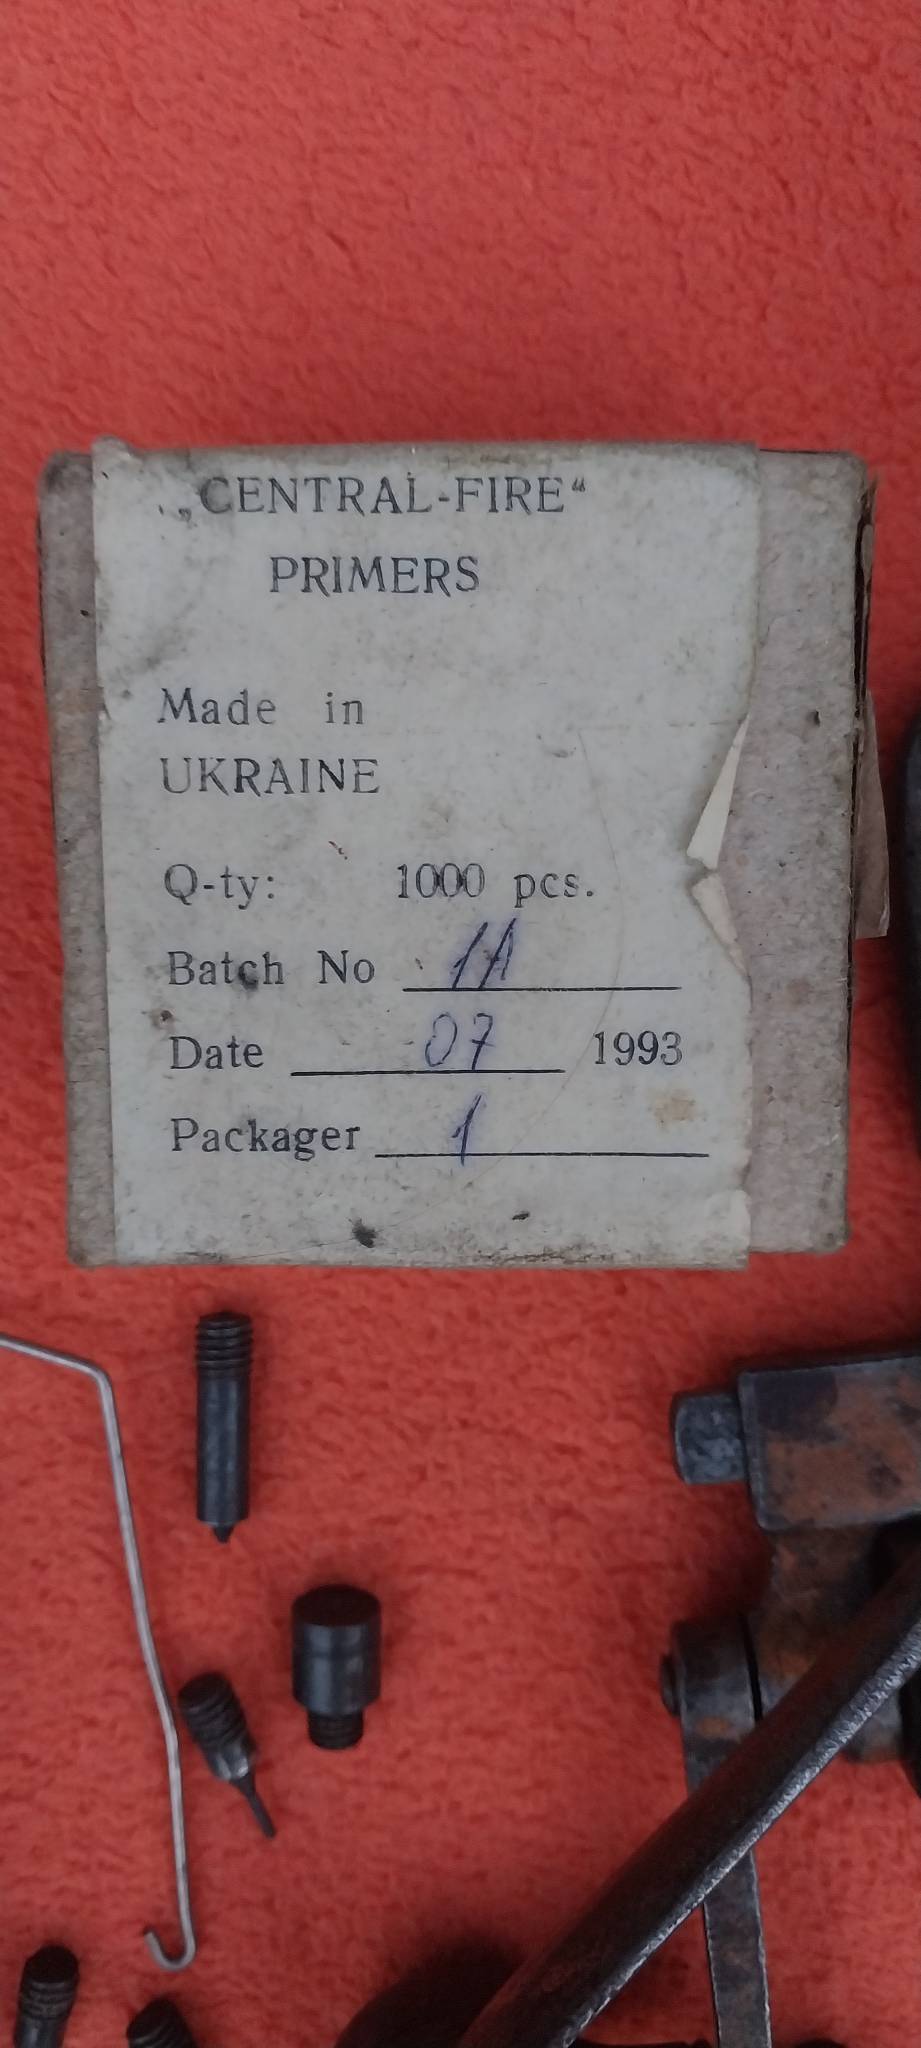 „CENTRAL-FIRE“
PRIMERS
Made in
UKRAINE
Q-ty: 1000 pcs.
Batch No 1A
Date 07 1993
Packager 1